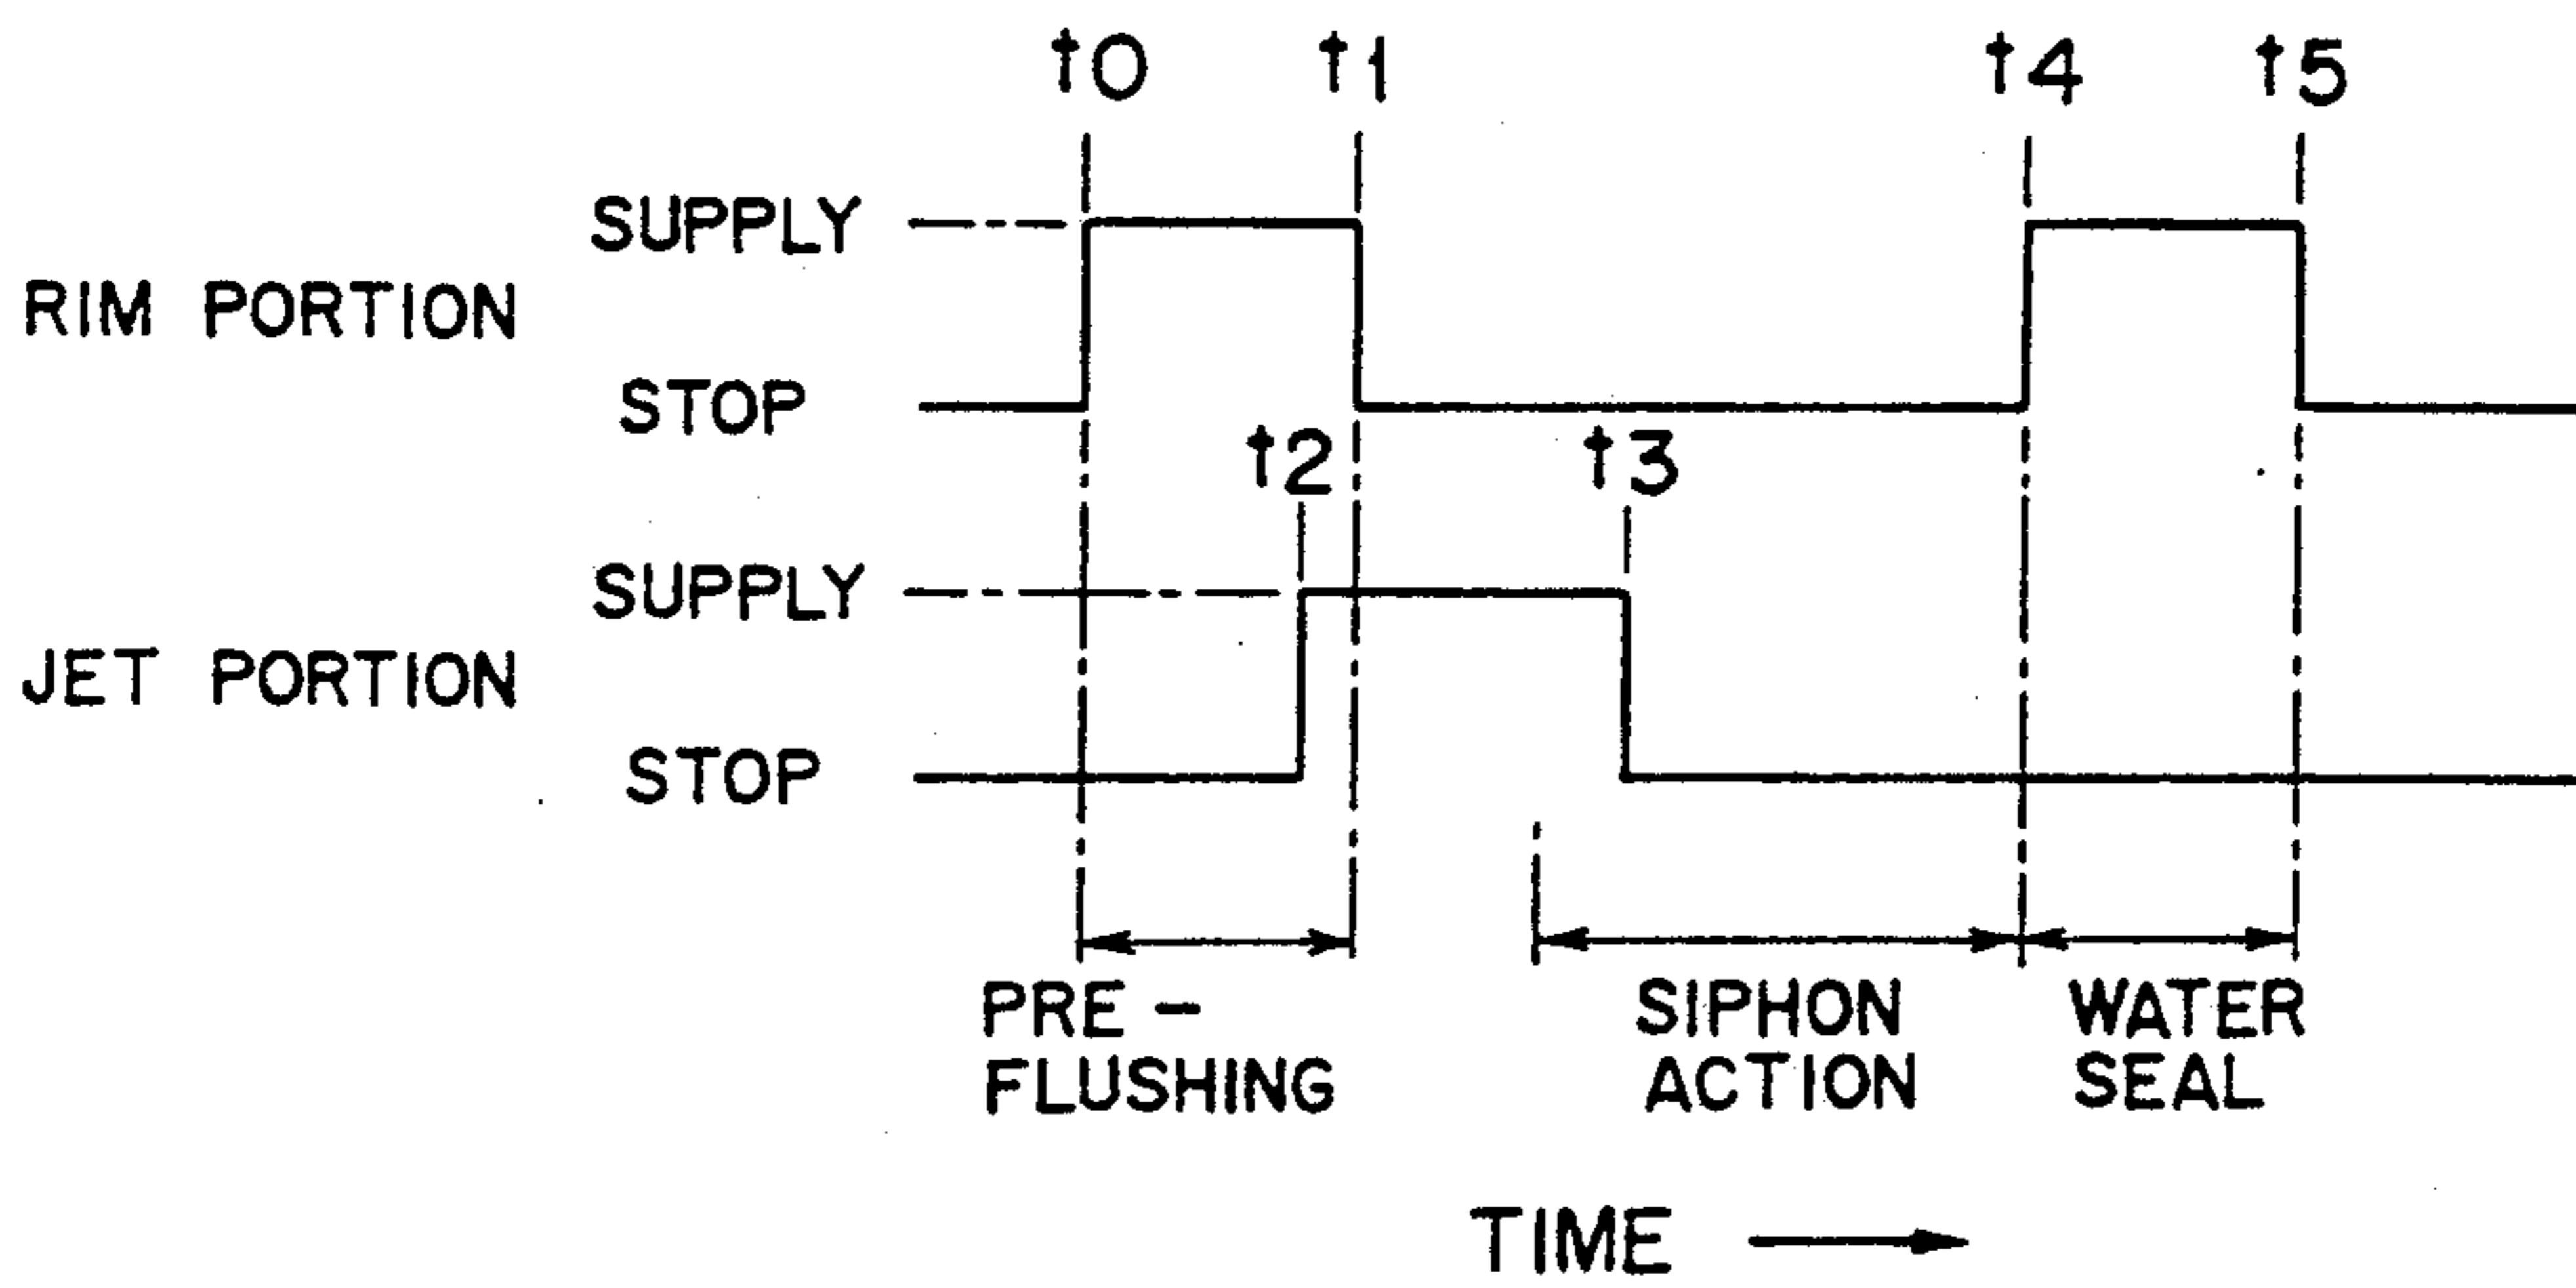 t0 t1 t4 t5
SUPPLY
RIM PORTION
STOP
t2 t3
SUPPLY
JET PORTION
STOP
PRE-
FLUSHING
SIPHON
ACTION
WATER
SEAL
TIME